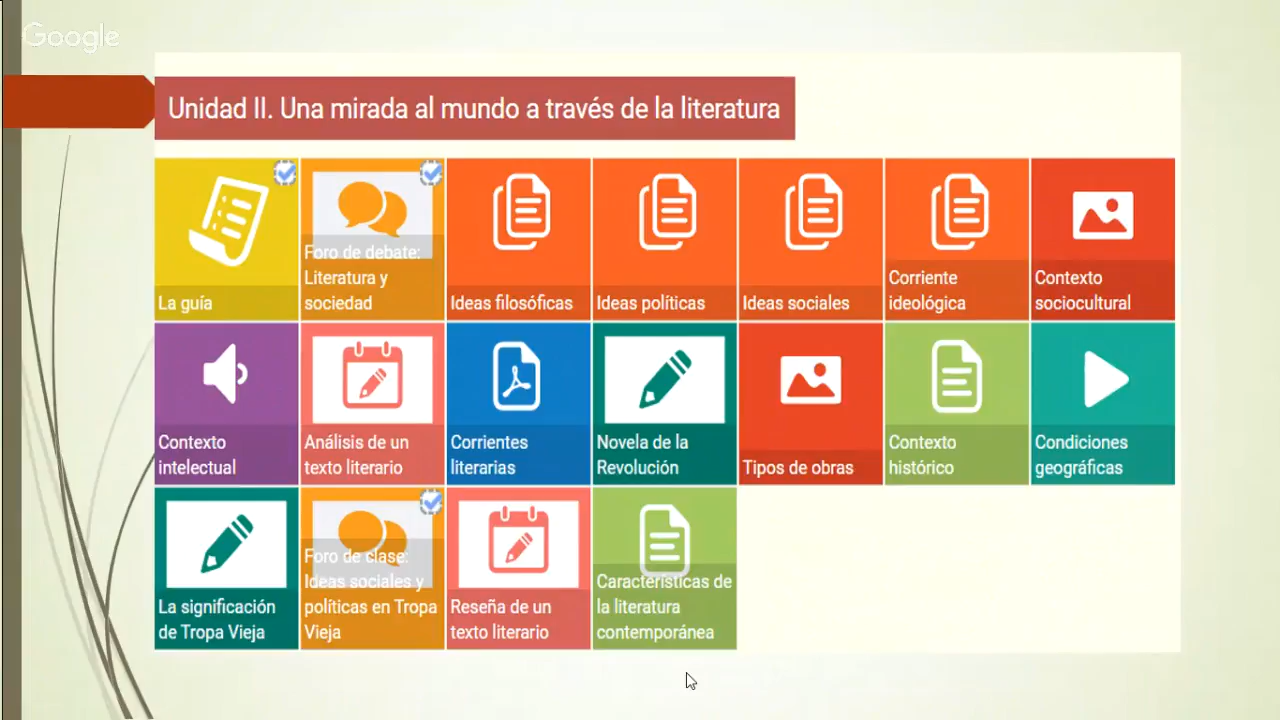 Google
Unidad II. Una mirada al mundo a través de la literatura
La guía
Foro de debate:
Literatura y
sociedad
Ideas filosóficas
Ideas políticas
Ideas sociales
Corriente
ideológica
Contexto
sociocultural
Contexto
intelectual
Análisis de un
texto literario
Corrientes
literarias
Novela de la
Revolución
Tipos de obras
Contexto
histórico
Condiciones
geográficas
La significación
de Tropa Vieja
Foro de clase:
Ideas sociales y
políticas en Tropa
Vieja
Reseña de un
texto literario
Características de
la literatura
contemporánea